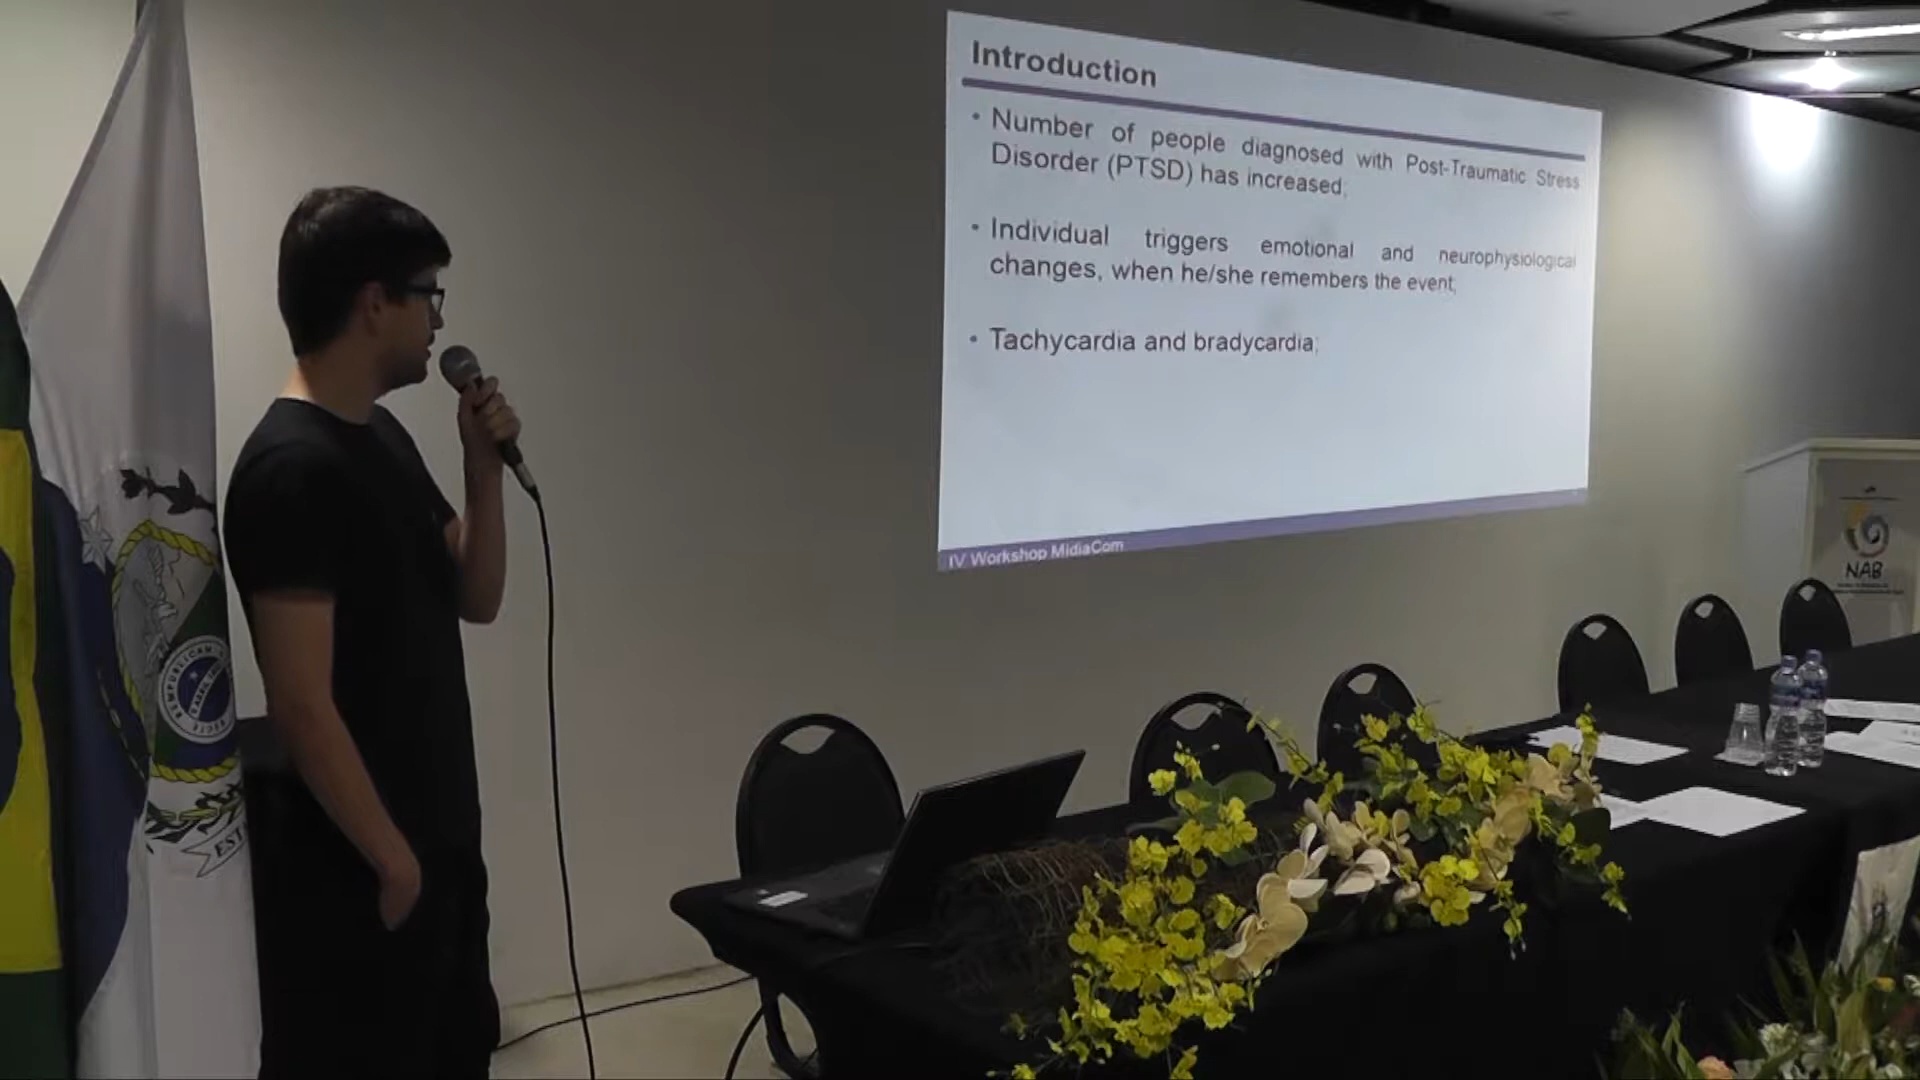 Introduction
• Number of people diagnosed with Post-Traumatic Stress
Disorder (PTSD) has increased;
• Individual triggers emotional and neurophysiological
changes, when he/she remembers the event;
• Tachycardia and bradycardia;
IV Workshop MidiaCom
NAB